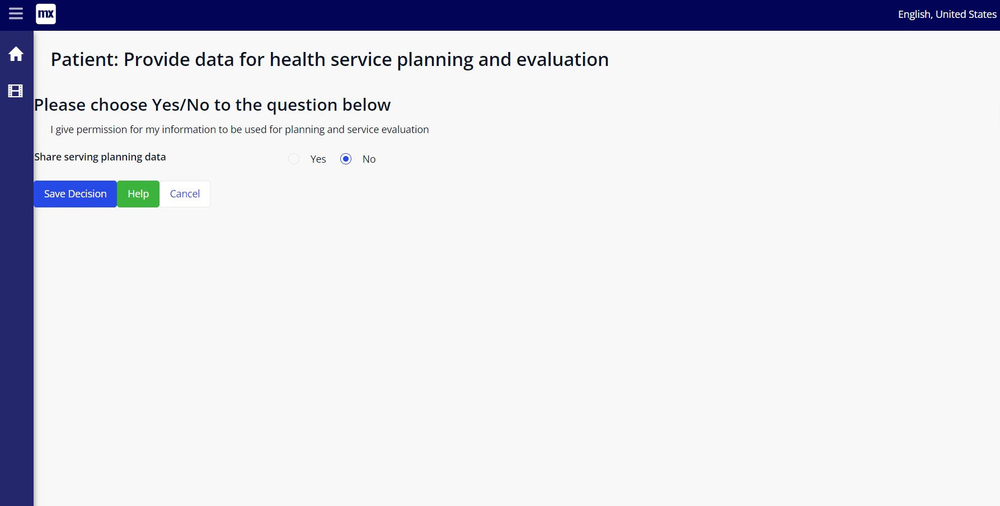 mx
English, United States
Patient: Provide data for health service planning and evaluation
Please choose Yes/No to the question below
I give permission for my information to be used for planning and service evaluation
Share serving planning data
Yes No
Save Decision Help Cancel